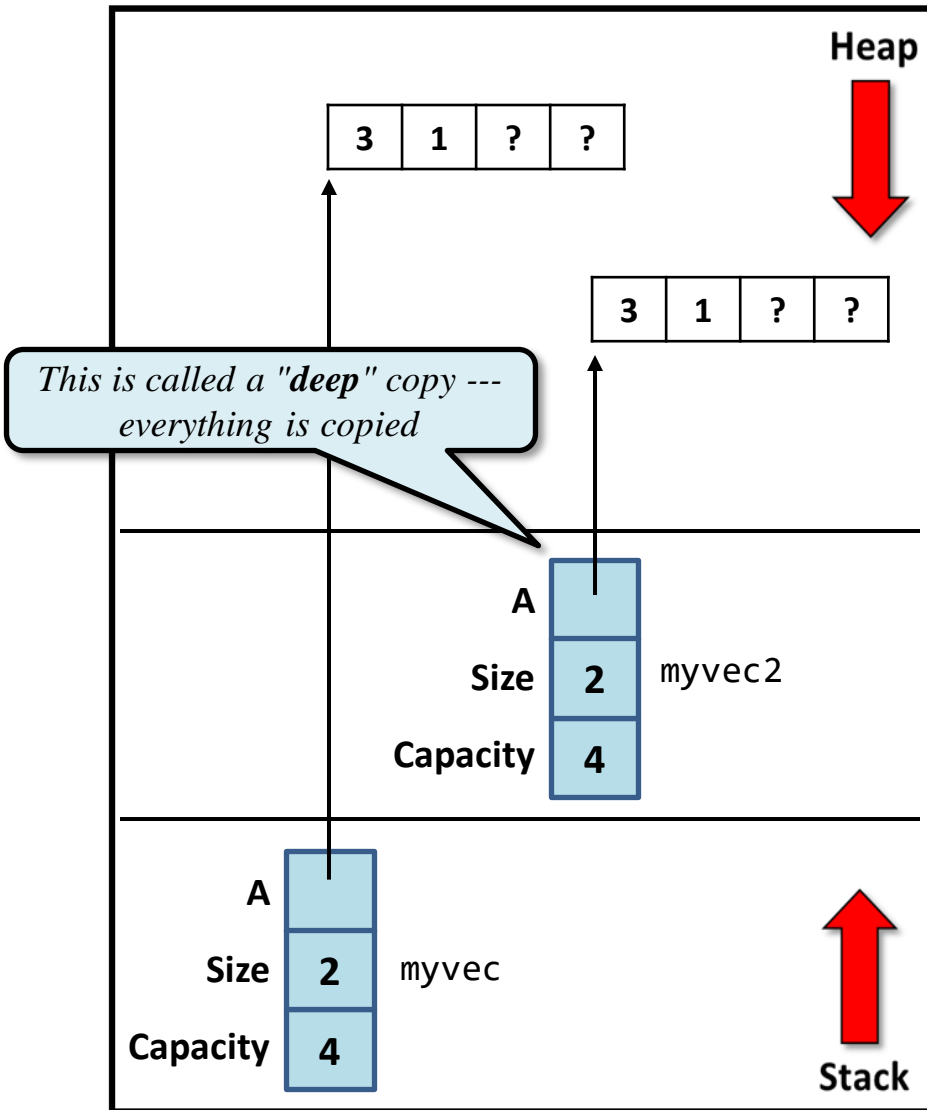 Heap
3 1 ? ?
3 1 ? ?
This is called a "deep" copy ---
everything is copied
A
Size 2 myvec2
Capacity 4
A
Size 2 myvec
Capacity 4
Stack